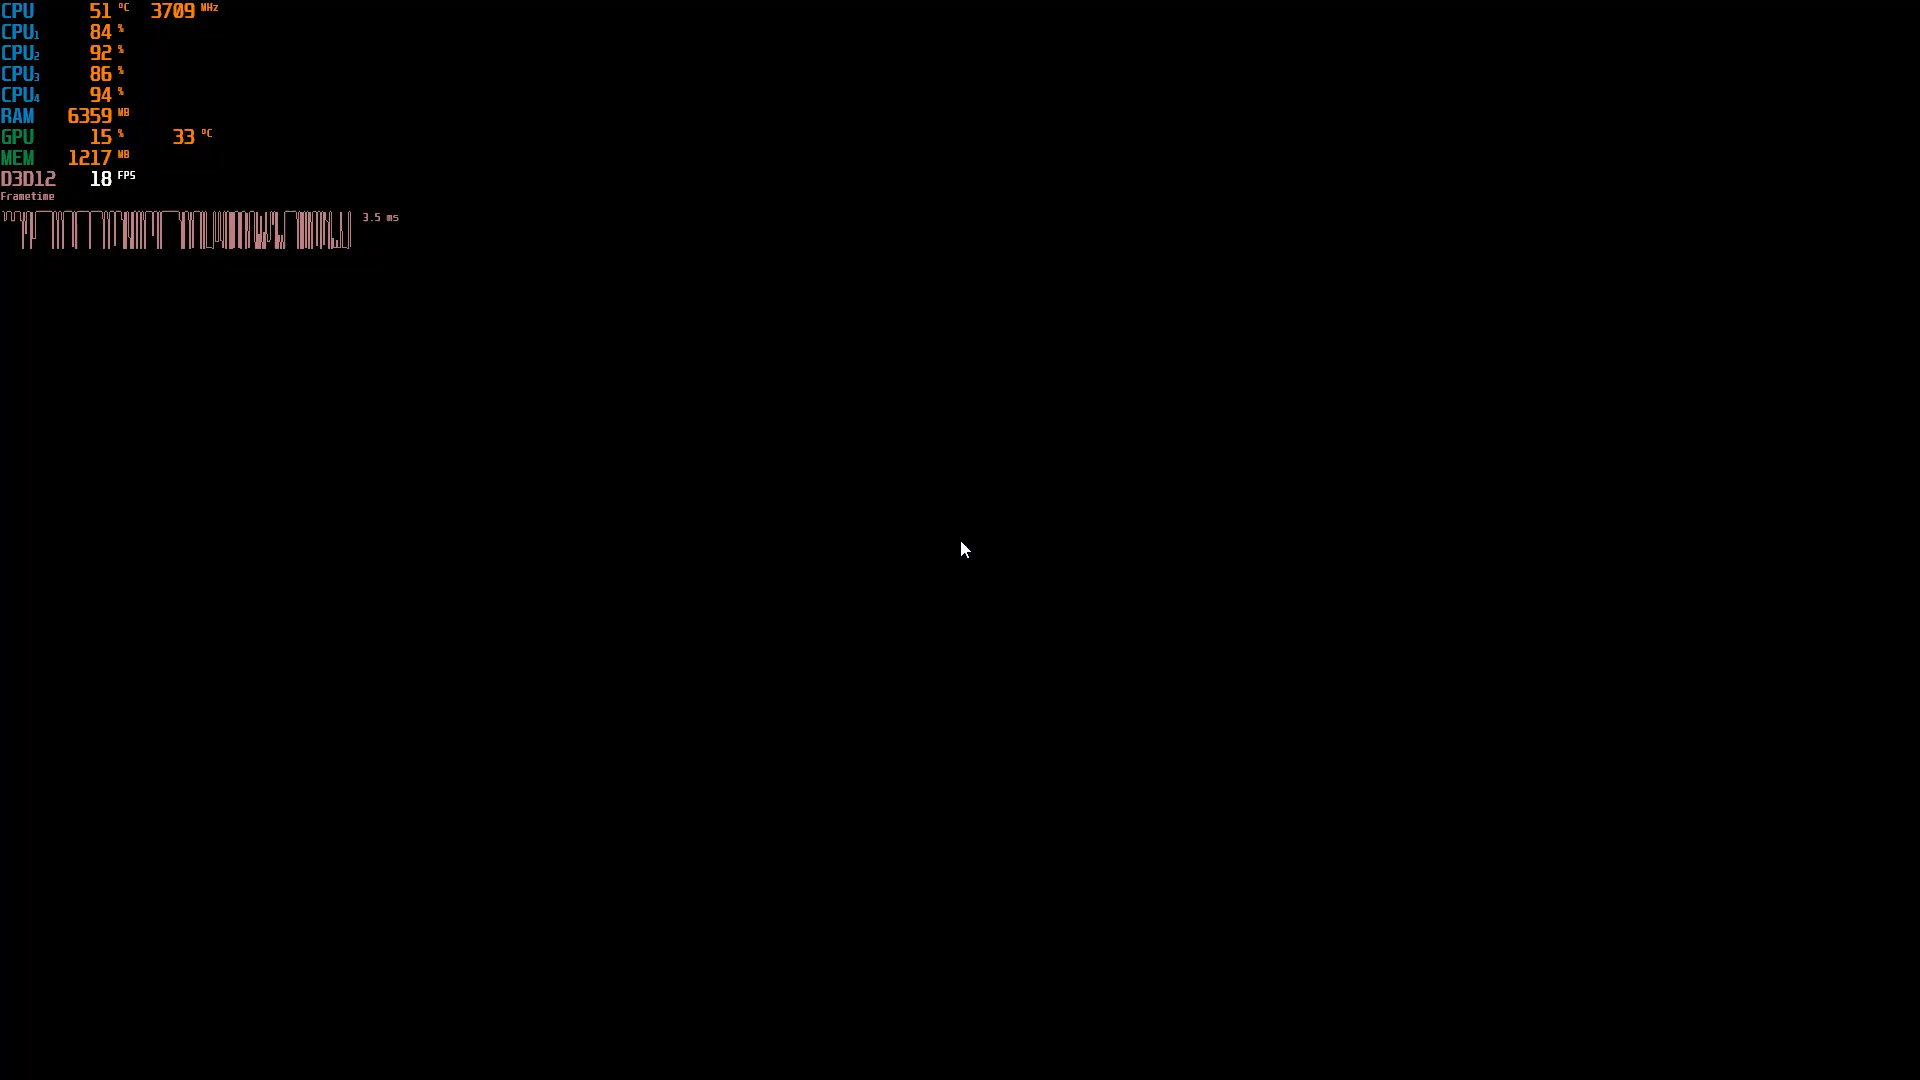 CPU 51 °C 3709 MHz
CPU1 84 %
CPU2 92 %
CPU3 86 %
CPU4 94 %
RAM 6359 MB
GPU 15 % 33 °C
MEM 1217 MB
D3D12 18 FPS
Frametime
3.5 ms